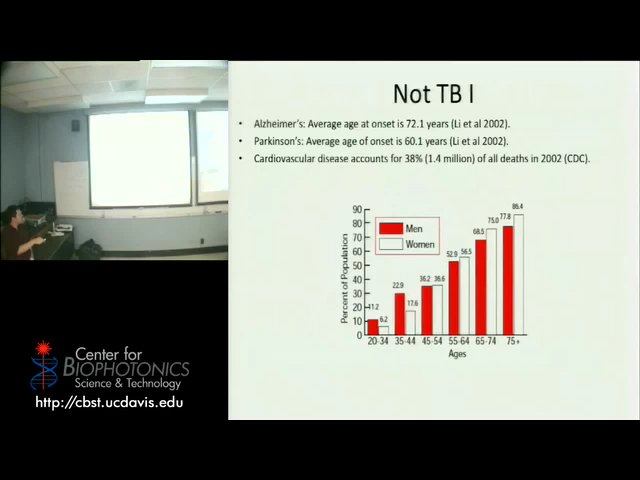 Not TB I
• Alzheimer's: Average age at onset is 72.1 years (Li et al 2002).
• Parkinson's: Average age of onset is 60.1 years (Li et al 2002).
• Cardiovascular disease accounts for 38% (1.4 million) of all deaths in 2002 (CDC).
Percent of Population
90
80
70
60
50
40
30
20
10
0
Men
Women
11.2
6.2
22.9
17.6
36.2
36.6
52.9
56.5
68.5
75.0
77.8
86.4
20-34 35-44 45-54 55-64 65-74 75+
Ages
Center for
BIOPHOTONICS
Science & Technology
http://cbst.ucdavis.edu